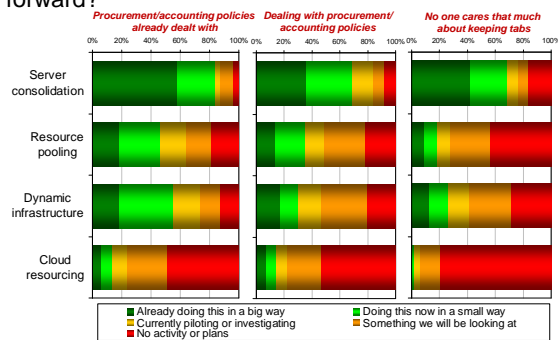 forward?
Procurement/accounting policies
already dealt with
Dealing with procurement/
accounting policies
No one cares that much
about keeping tabs
0% 20% 40% 60% 80% 100%
0% 20% 40% 60% 80% 100%
0% 20% 40% 60% 80% 100%
Server
consolidation
Resource
pooling
Dynamic
infrastructure
Cloud
resourcing
Already doing this in a big way
Doing this now in a small way
Currently piloting or investigating
Something we will be looking at
No activity or plans